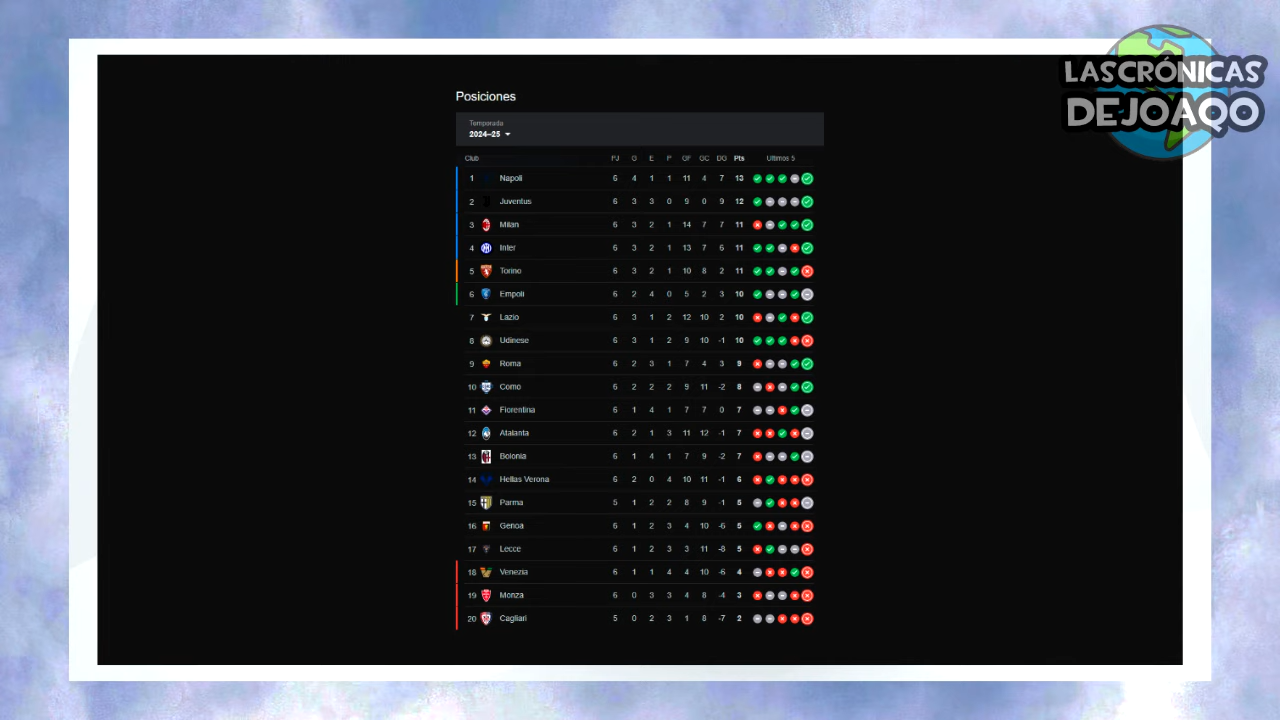 LAS CRÓNICAS
DE JOAQO
Posiciones
Temporada
2024–25
Club PJ G E P GF GC DG Pts Últimos 5
1 Napoli 6 4 1 1 11 4 7 13
2 Juventus 6 3 3 0 9 0 9 12
3 Milan 6 3 2 1 14 7 7 11
4 Inter 6 3 2 1 13 7 6 11
5 Torino 6 3 2 1 10 8 2 11
6 Empoli 6 2 4 0 5 2 3 10
7 Lazio 6 3 1 2 12 10 2 10
8 Udinese 6 3 1 2 9 10 -1 10
9 Roma 6 2 3 1 7 4 3 9
10 Como 6 2 2 2 9 11 -2 8
11 Fiorentina 6 1 4 1 7 7 0 7
12 Atalanta 6 2 1 3 11 12 -1 7
13 Bolonia 6 1 4 1 7 9 -2 7
14 Hellas Verona 6 2 0 4 10 11 -1 6
15 Parma 5 1 2 2 8 9 -1 5
16 Genoa 6 1 2 3 4 10 -6 5
17 Lecce 6 1 2 3 3 11 -8 5
18 Venezia 6 1 1 4 4 10 -6 4
19 Monza 6 0 3 3 4 8 -4 3
20 Cagliari 5 0 2 3 1 8 -7 2